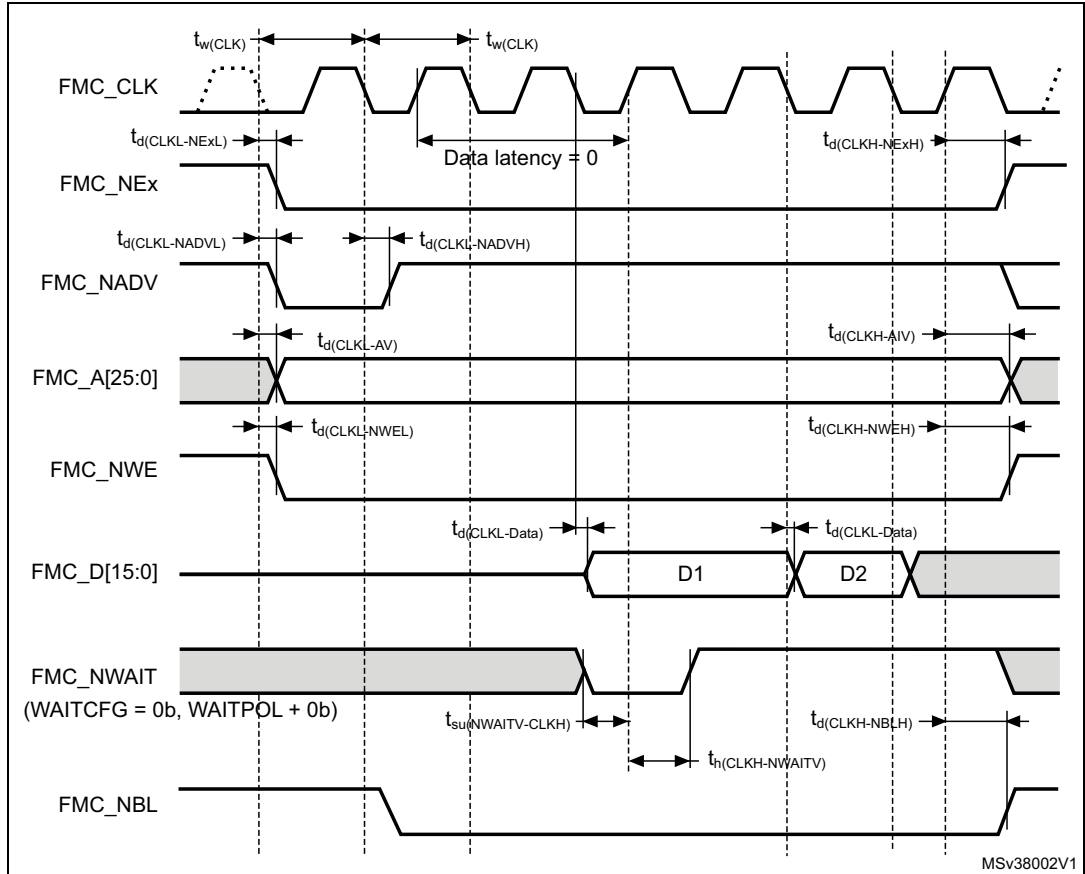 tw(CLK) tw(CLK)
FMC_CLK
td(CLKL-NExL) Data latency = 0 td(CLKH-NExH)
FMC_NEx
td(CLKL-NADVL) td(CLKL-NADVH)
FMC_NADV
td(CLKL-AV) td(CLKH-AIV)
FMC_A[25:0]
td(CLKL-NWEL) td(CLKH-NWEH)
FMC_NWE
td(CLKL-Data) td(CLKL-Data)
FMC_D[15:0] D1 D2
FMC_NWAIT
(WAITCFG = 0b, WAITPOL + 0b)
tsu(NWAITV-CLKH) td(CLKH-NBLH)
th(CLKH-NWAITV)
FMC_NBL
MSv38002V1